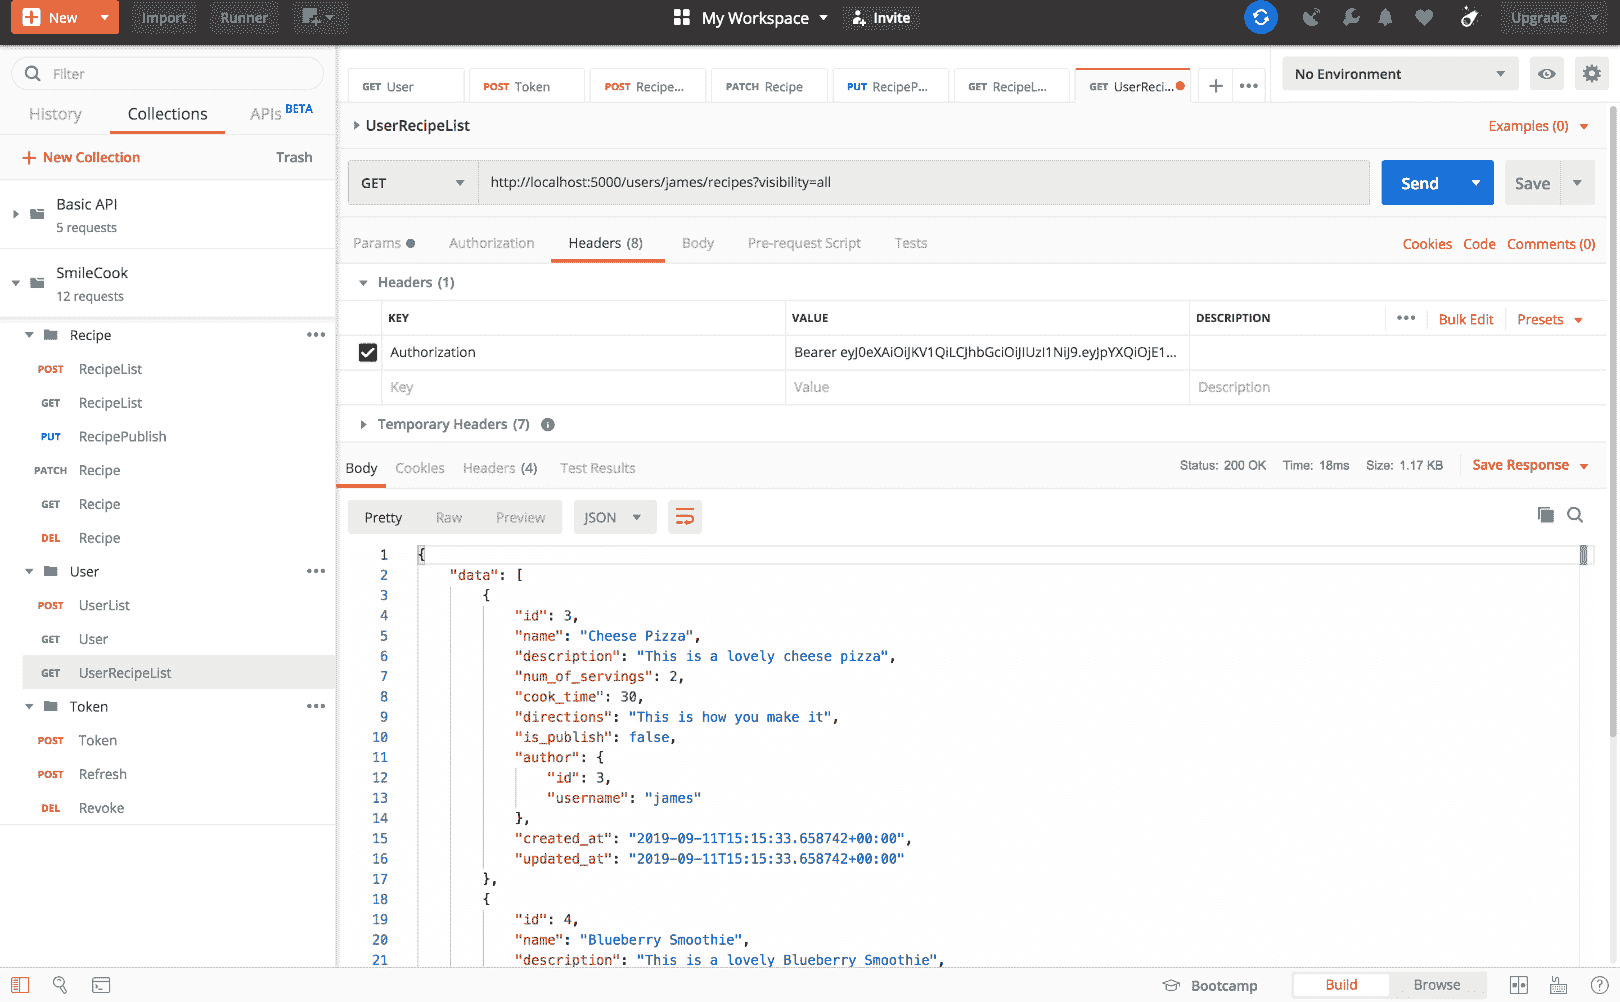 New
Import
Runner
My Workspace
Invite
Upgrade
Filter
History
Collections
APIs BETA
New Collection
Trash
Basic API
5 requests
SmileCook
12 requests
Recipe
POST RecipeList
GET RecipeList
PUT RecipePublish
PATCH Recipe
GET Recipe
DEL Recipe
User
POST UserList
GET User
GET UserRecipeList
Token
POST Token
POST Refresh
DEL Revoke
GET User
POST Token
POST Recipe...
PATCH Recipe
PUT RecipeP...
GET RecipeL...
GET UserReci...
No Environment
UserRecipeList
Examples (0)
GET
http://localhost:5000/users/james/recipes?visibility=all
Send
Save
Params
Authorization
Headers (8)
Body
Pre-request Script
Tests
Cookies
Code
Comments (0)
Headers (1)
KEY
VALUE
DESCRIPTION
Bulk Edit
Presets
Authorization
Bearer eyJ0eXAiOiJKV1QiLCJhbGciOiJIUzI1NiJ9.eyJpYXQiOjE1...
Key
Value
Description
Temporary Headers (7)
Body
Cookies
Headers (4)
Test Results
Status: 200 OK
Time: 18ms
Size: 1.17 KB
Save Response
Pretty
Raw
Preview
JSON
1 {
2 "data": [
3 {
4 "id": 3,
5 "name": "Cheese Pizza",
6 "description": "This is a lovely cheese pizza",
7 "num_of_servings": 2,
8 "cook_time": 30,
9 "directions": "This is how you make it",
10 "is_publish": false,
11 "author": {
12 "id": 3,
13 "username": "james"
14 },
15 "created_at": "2019-09-11T15:15:33.658742+00:00",
16 "updated_at": "2019-09-11T15:15:33.658742+00:00"
17 },
18 {
19 "id": 4,
20 "name": "Blueberry Smoothie",
21 "description": "This is a lovely Blueberry Smoothie",
Bootcamp
Build
Browse